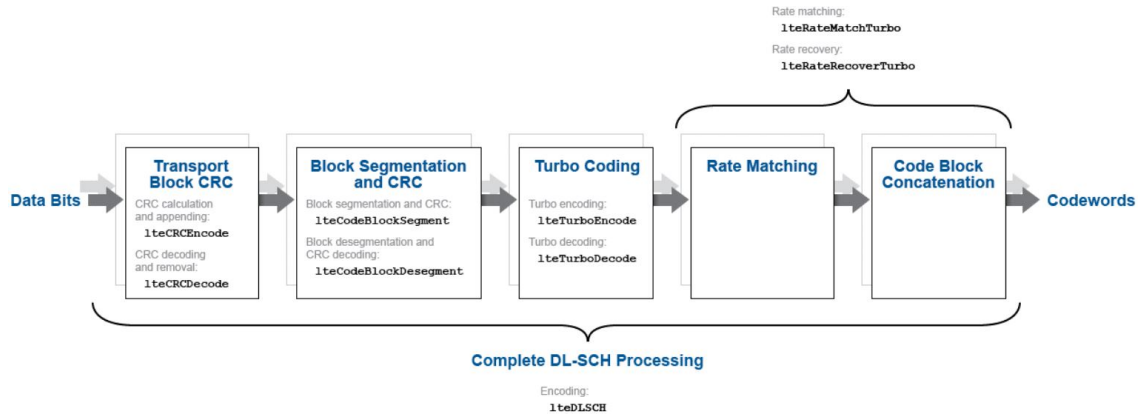 Rate matching:
lteRateMatchTurbo
Rate recovery:
lteRateRecoverTurbo
Data Bits
Transport
Block CRC
CRC calculation
and appending:
lteCRCEncode
CRC decoding
and removal:
lteCRCDecode
Block Segmentation
and CRC
Block segmentation and CRC:
lteCodeBlockSegment
Block desegmentation and
CRC decoding:
lteCodeBlockDesegment
Turbo Coding
Turbo encoding:
lteTurboEncode
Turbo decoding:
lteTurboDecode
Rate Matching
Code Block
Concatenation
Codewords
Complete DL-SCH Processing
Encoding:
lteDLSCH